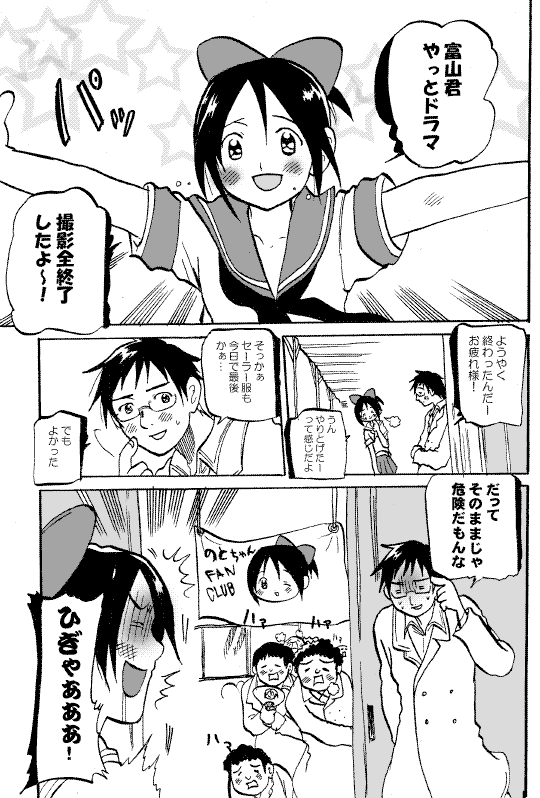 富山君
やっとドラマ
パッ
撮影全終了
したよ～！
ようやく
終わったんだー
お疲れ様！
うん
やりとげたー
って感じだよ
そっかぁ
セーラー服も
今日で最後
かぁ…
でも
よかった
だって
そのままじゃ
危険だもんな
のとちゃん
FAN
CLUB
ハァ
ハァ
ハァ
ひぎゃあああ！